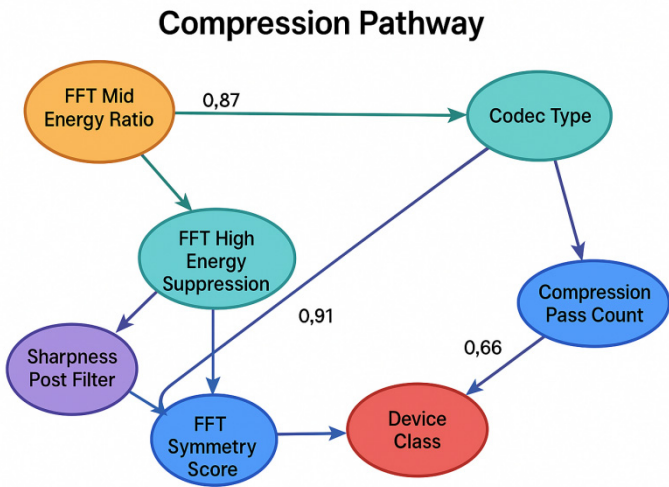 Compression Pathway
FFT Mid
Energy Ratio
0,87
Codec Type
FFT High
Energy
Suppression
Compression
Pass Count
0,91
0,66
Sharpness
Post Filter
FFT
Symmetry
Score
Device
Class